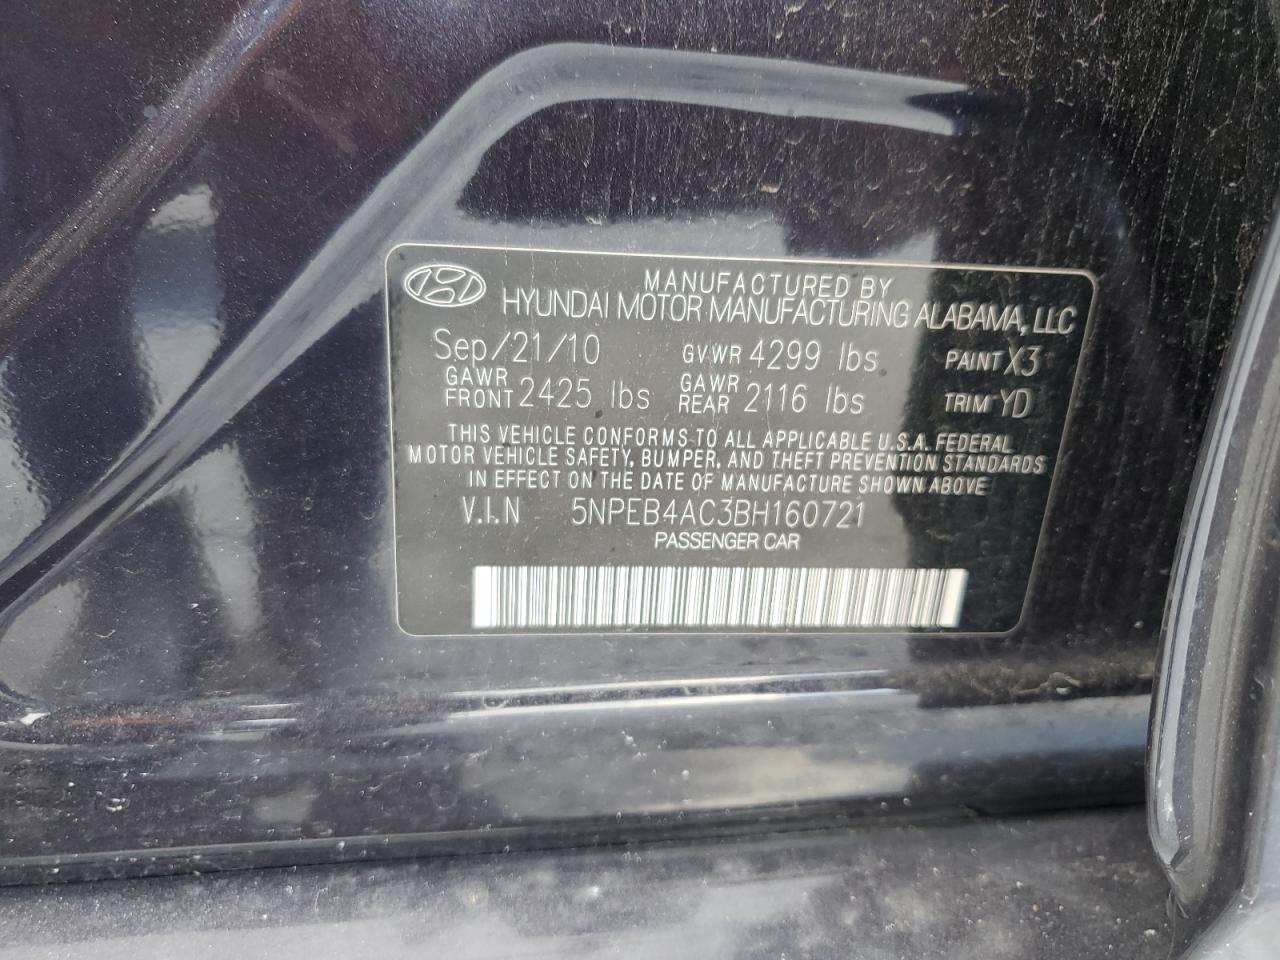 MANUFACTURED BY
HYUNDAI MOTOR MANUFACTURING ALABAMA, LLC
Sep/21/10 GVWR 4299 lbs PAINT X3
GAWR FRONT 2425 lbs GAWR REAR 2116 lbs TRIM YD
THIS VEHICLE CONFORMS TO ALL APPLICABLE U.S.A. FEDERAL
MOTOR VEHICLE SAFETY, BUMPER, AND THEFT PREVENTION STANDARDS
IN EFFECT ON THE DATE OF MANUFACTURE SHOWN ABOVE
V.I.N 5NPEB4AC3BH160721
PASSENGER CAR